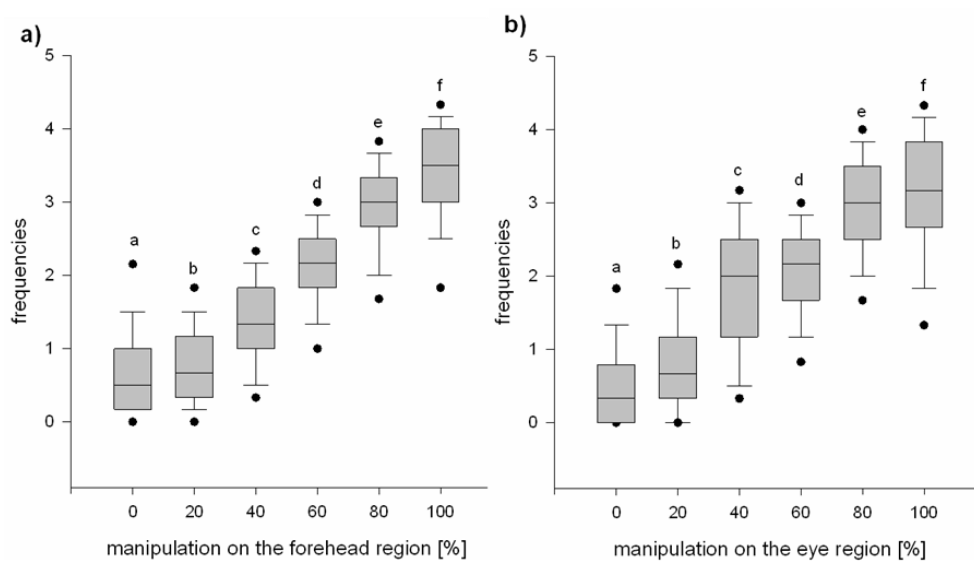 a)
5
4
3
2
1
0
frequencies
a
b
c
d
e
f
0 20 40 60 80 100
manipulation on the forehead region [%]
b)
5
4
3
2
1
0
frequencies
a
b
c
d
e
f
0 20 40 60 80 100
manipulation on the eye region [%]